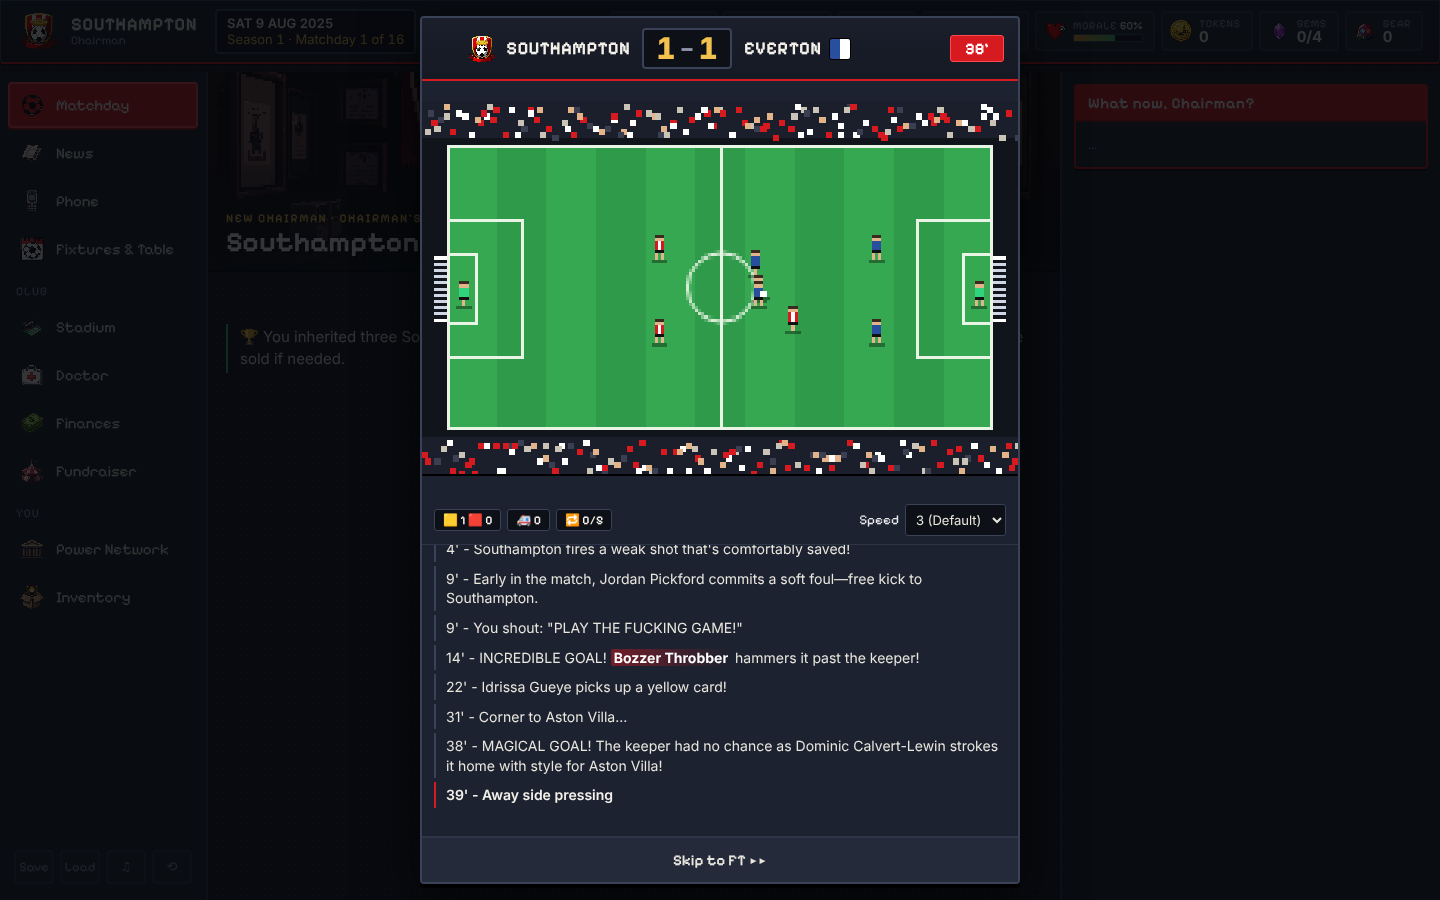 SOUTHAMPTON
Chairman
SAT 9 AUG 2025
Season 1 · Matchday 1 of 16
SOUTHAMPTON 1 – 1 EVERTON
38'
MORALE 60%
TOKENS
0
GEMS
0/4
GEAR
0
Matchday
News
Phone
Fixtures & Table
CLUB
Stadium
Doctor
Finances
Fundraiser
YOU
Power Network
Inventory
Save
Load
NEW CHAIRMAN · CHAIRMAN'S
Southampton
🏆 You inherited three So
sold if needed.
What now, Chairman?
...
🟨 1 🟥 0
🚑 0
🔁 0/8
Speed
3 (Default)
4' - Southampton fires a weak shot that's comfortably saved!
9' - Early in the match, Jordan Pickford commits a soft foul—free kick to
Southampton.
9' - You shout: "PLAY THE FUCKING GAME!"
14' - INCREDIBLE GOAL! Bozzer Throbber hammers it past the keeper!
22' - Idrissa Gueye picks up a yellow card!
31' - Corner to Aston Villa...
38' - MAGICAL GOAL! The keeper had no chance as Dominic Calvert-Lewin strokes
it home with style for Aston Villa!
39' - Away side pressing
Skip to FT ▸▸